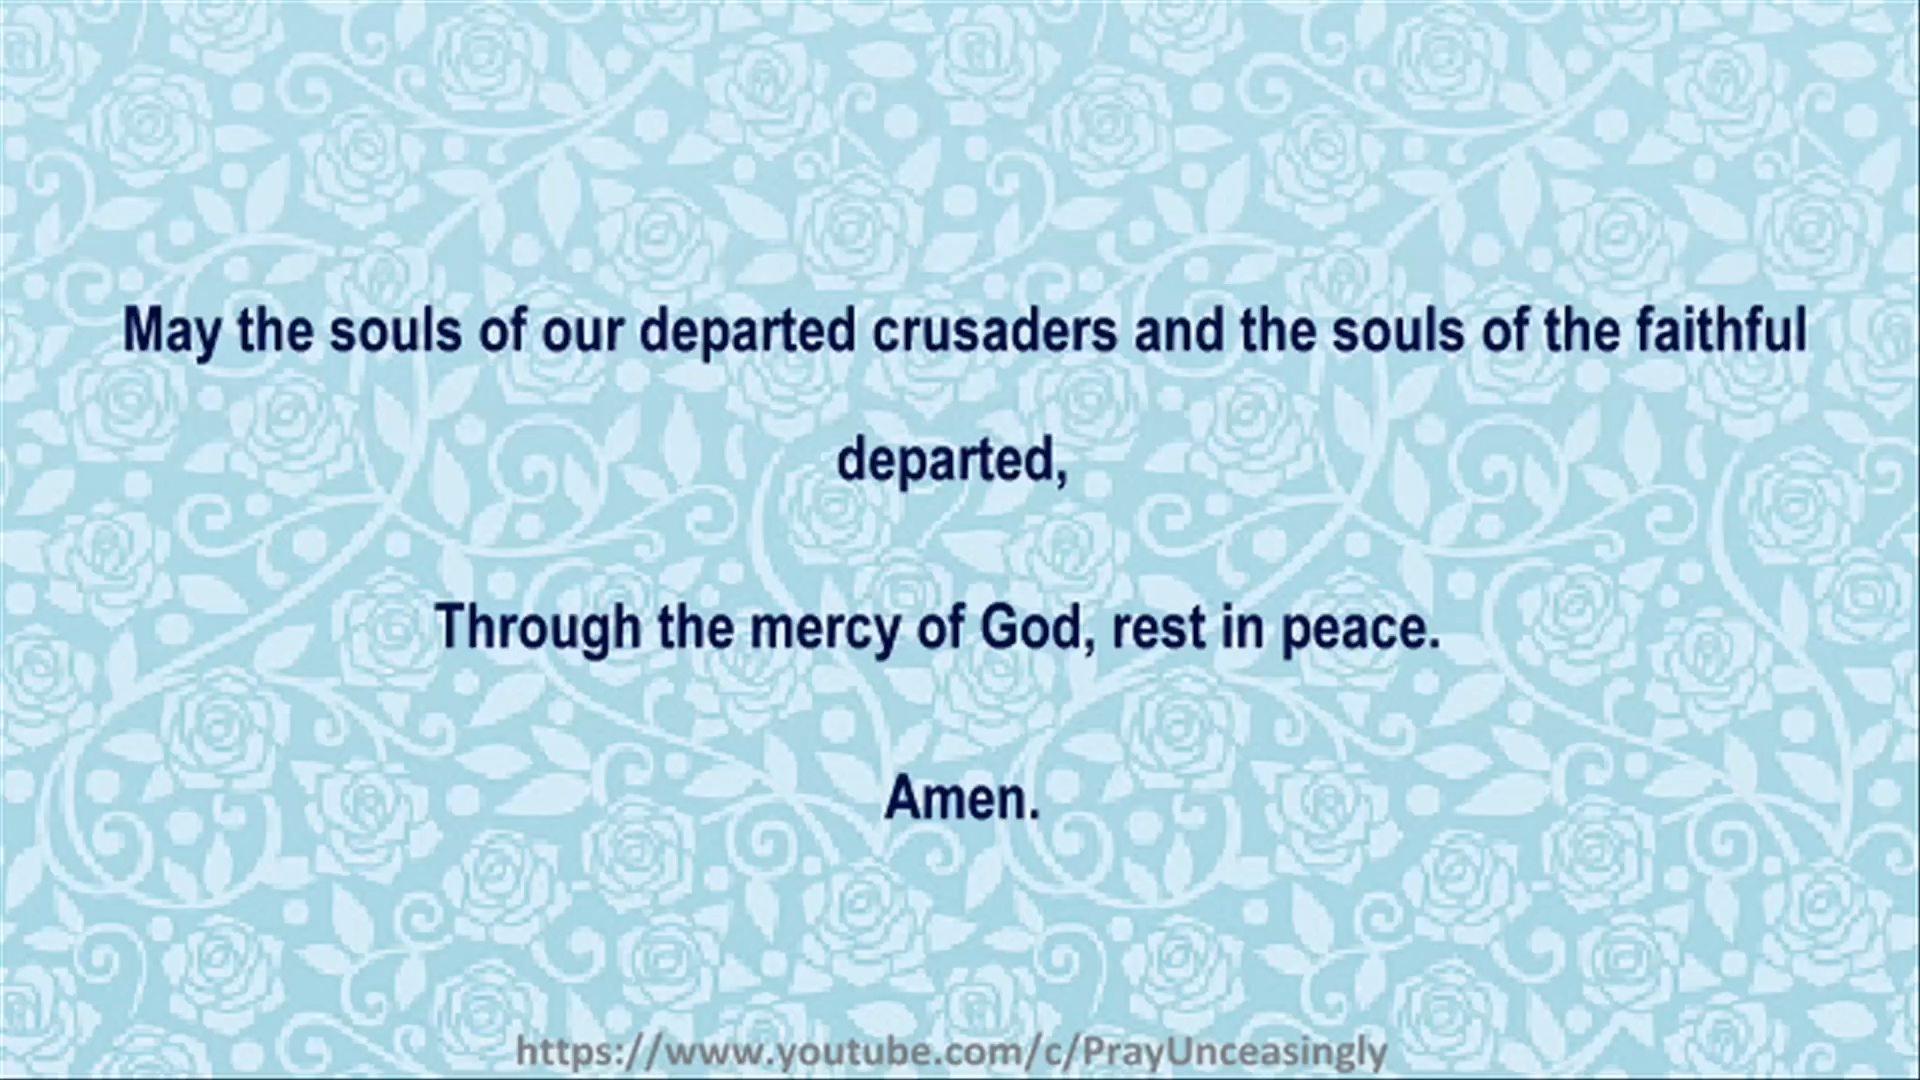 May the souls of our departed crusaders and the souls of the faithful
departed,
Through the mercy of God, rest in peace.
Amen.
https://www.youtube.com/c/PrayUnceasingly